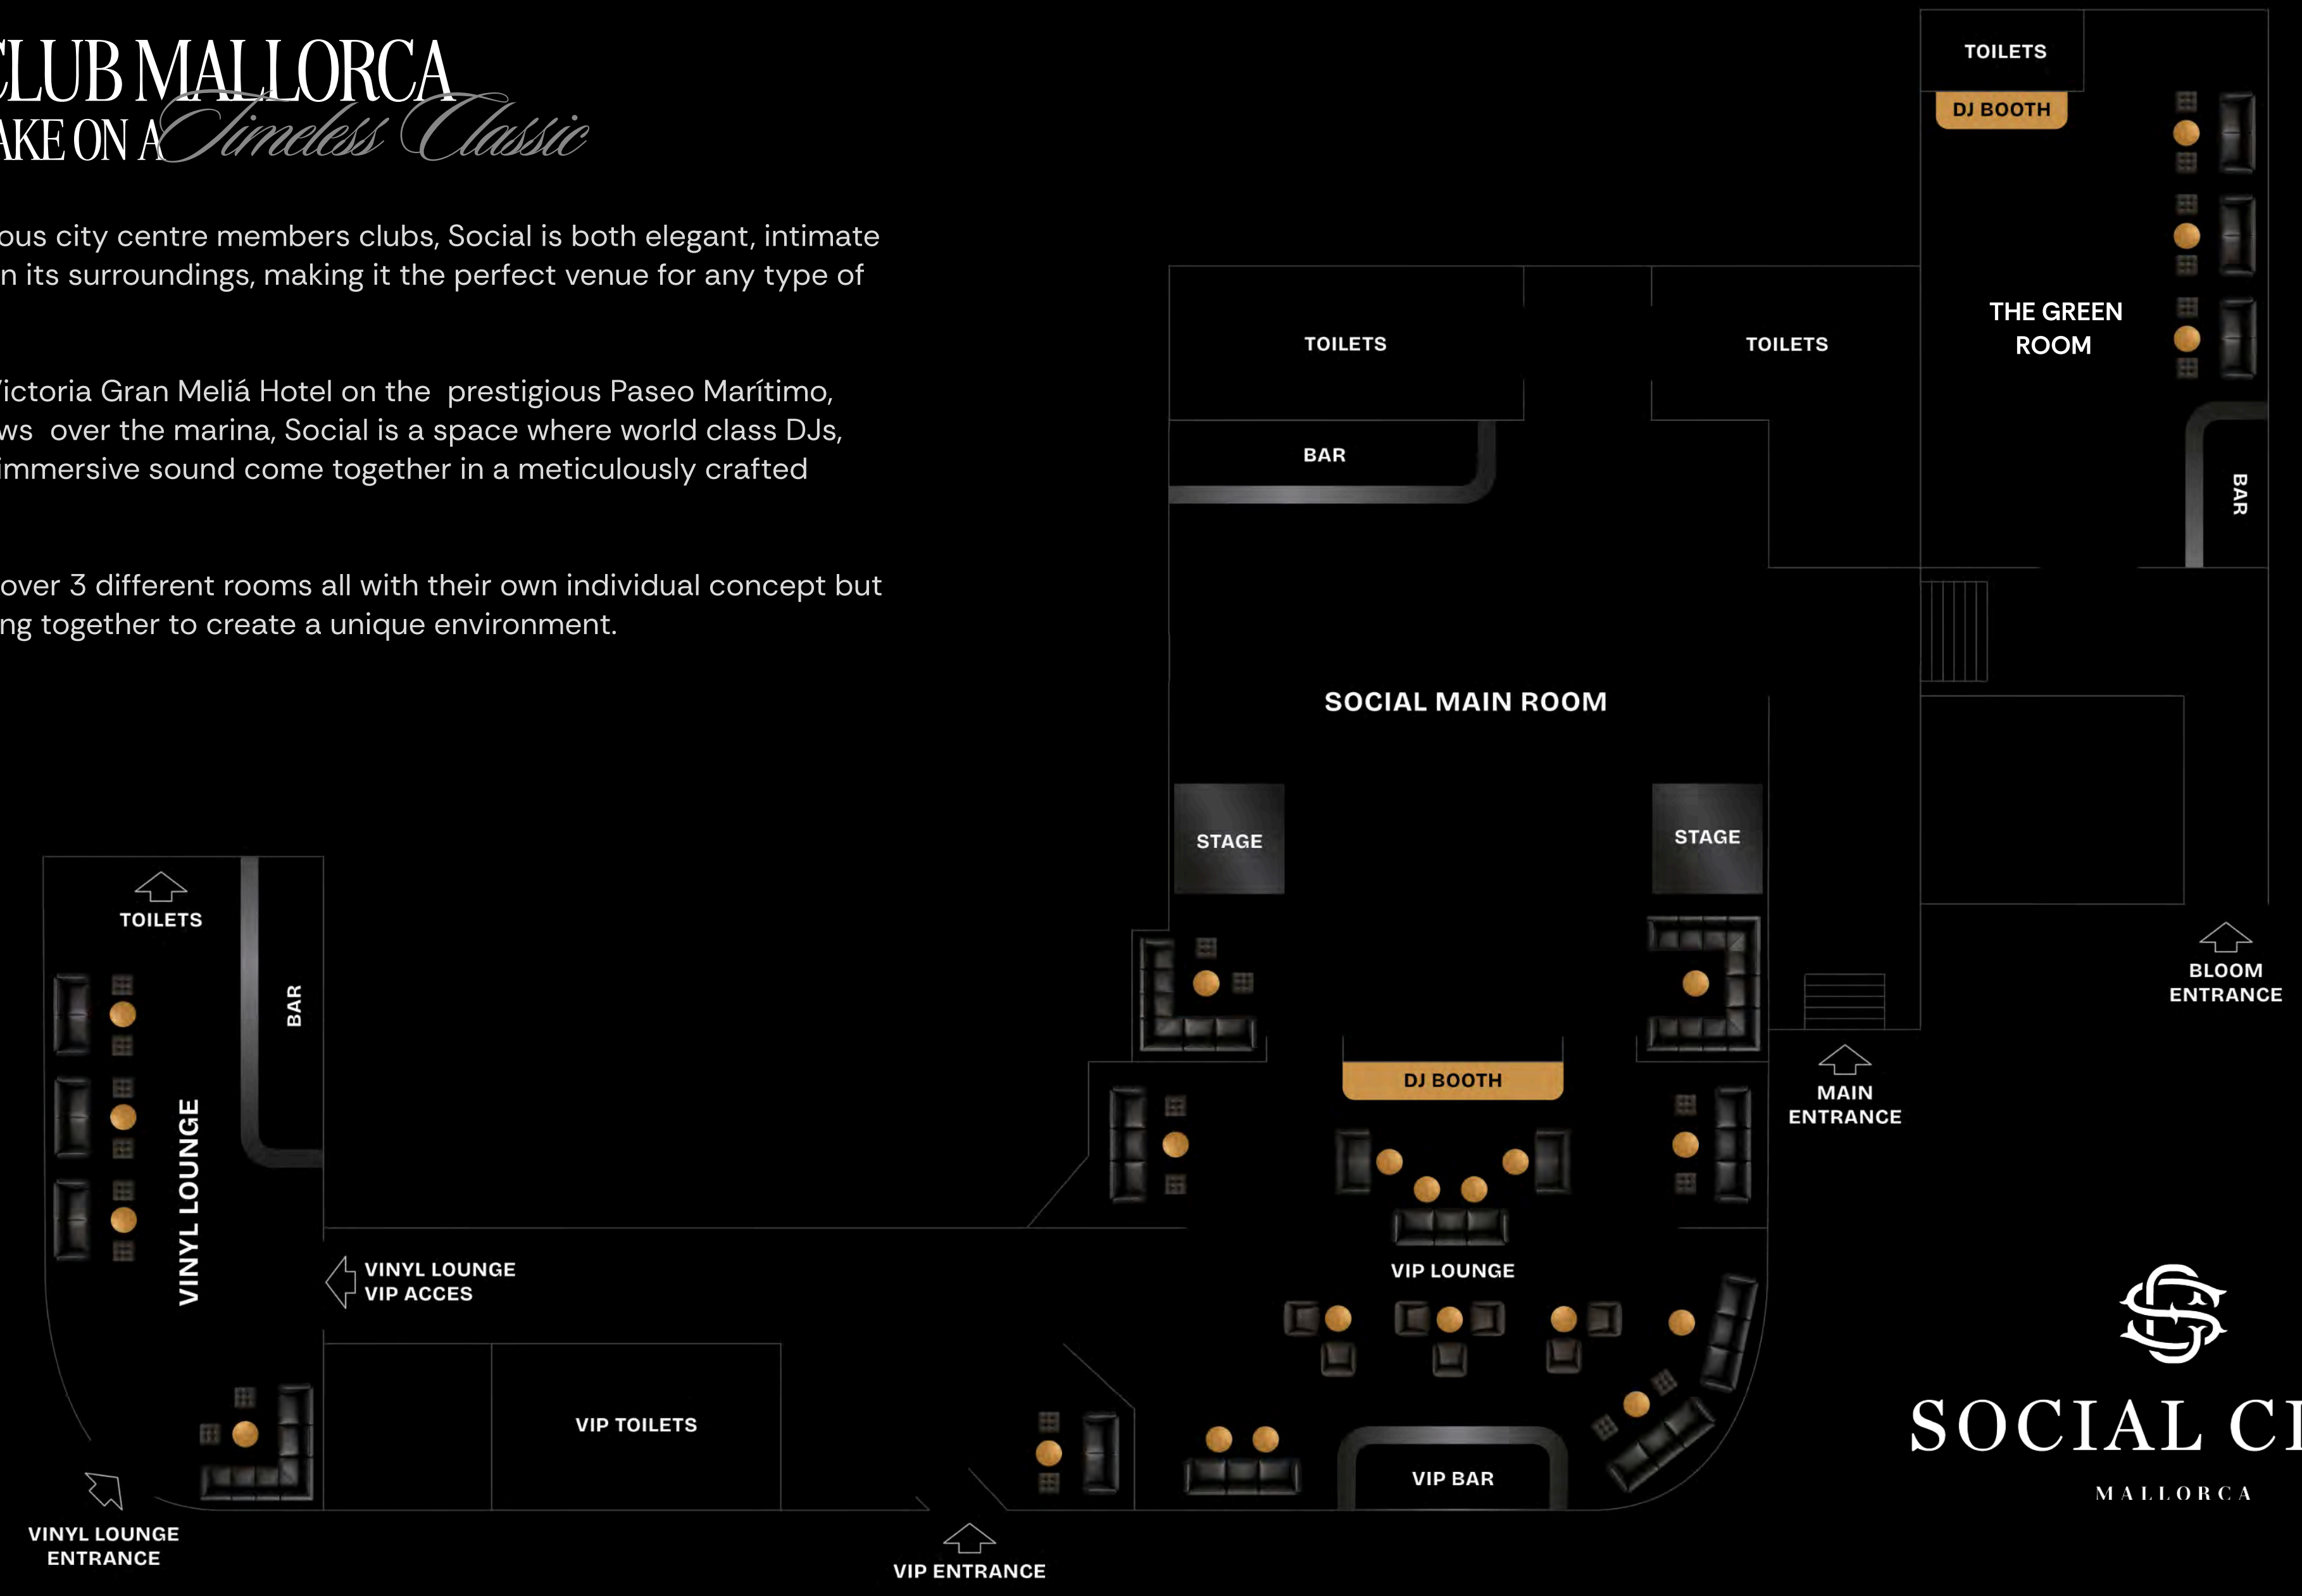 CLUB MALLORCA
AKE ON A Timeless Classic
ous city centre members clubs, Social is both elegant, intimate
n its surroundings, making it the perfect venue for any type of
Victoria Gran Meliá Hotel on the prestigious Paseo Marítimo,
ws over the marina, Social is a space where world class DJs,
immersive sound come together in a meticulously crafted
over 3 different rooms all with their own individual concept but
ng together to create a unique environment.
TOILETS
DJ BOOTH
THE GREEN
ROOM
BAR
TOILETS
TOILETS
BAR
SOCIAL MAIN ROOM
STAGE
STAGE
TOILETS
BAR
VINYL LOUNGE
BLOOM
ENTRANCE
DJ BOOTH
MAIN
ENTRANCE
VINYL LOUNGE
VIP ACCES
VIP LOUNGE
VIP TOILETS
VIP BAR
VINYL LOUNGE
ENTRANCE
VIP ENTRANCE
SOCIAL CL
MALLORCA